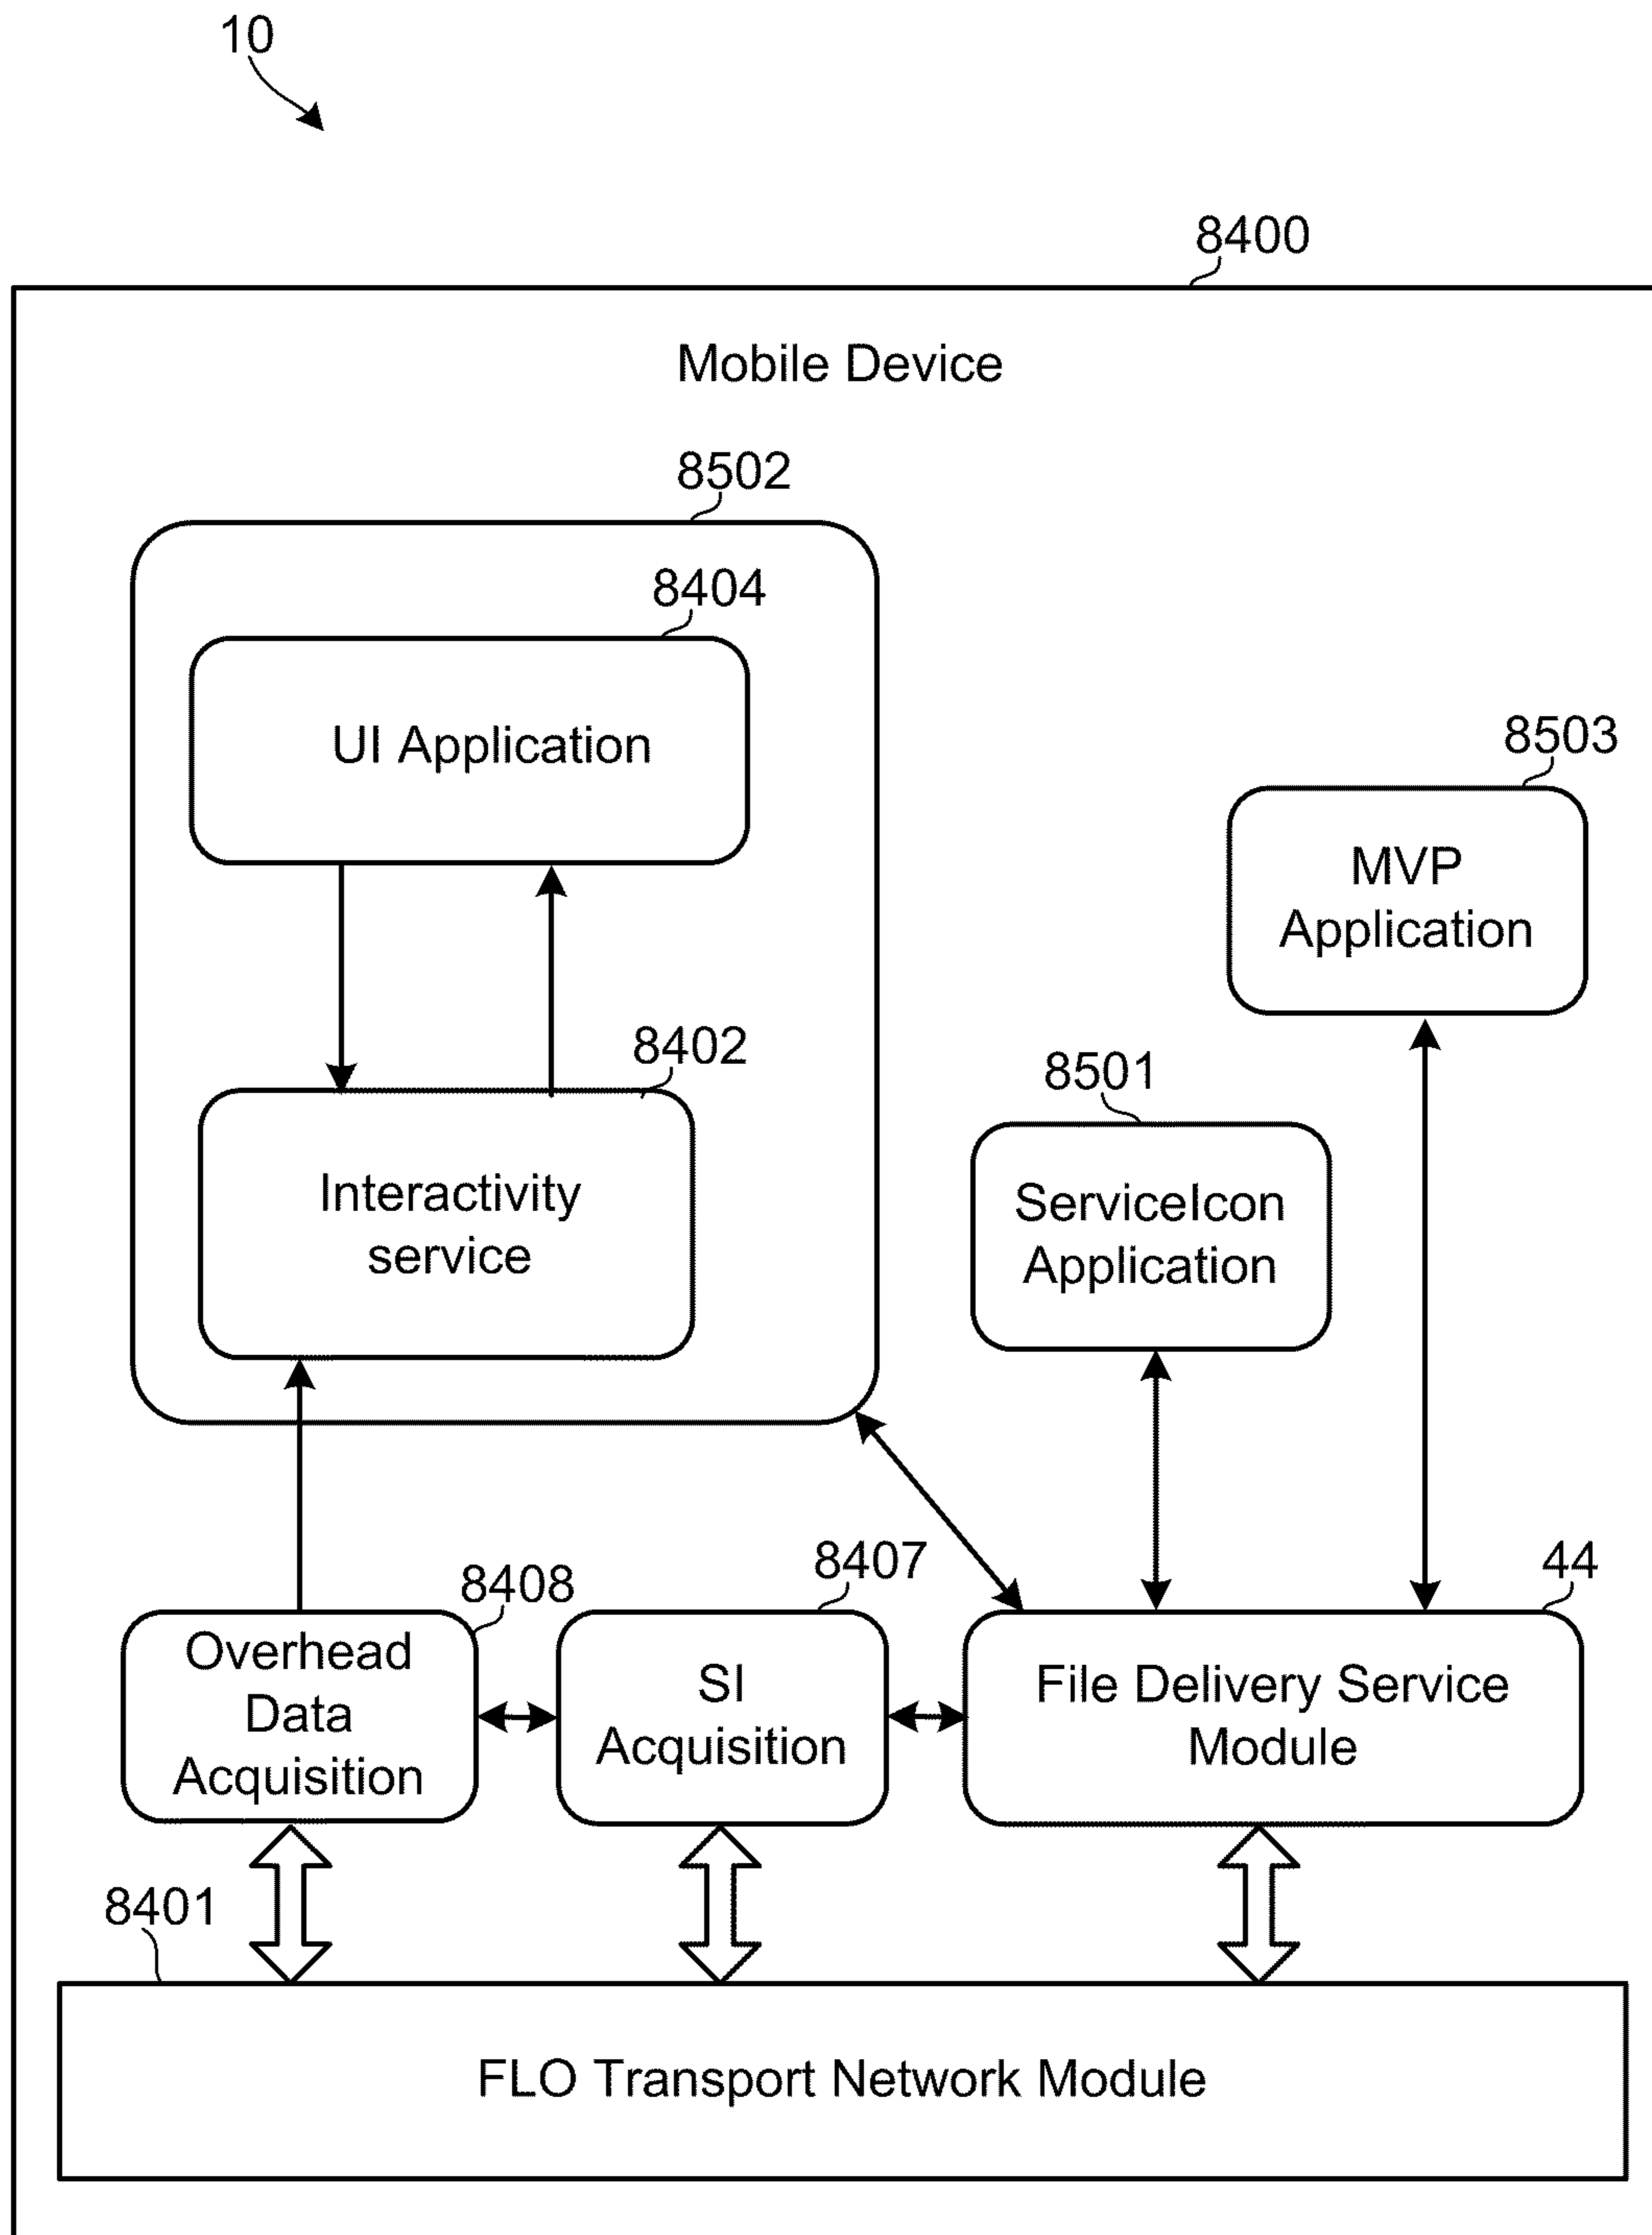 10
8400
Mobile Device
8502
8404
UI Application
8503
MVP
Application
8402
Interactivity
service
8501
ServiceIcon
Application
8408
Overhead
Data
Acquisition
8407
SI
Acquisition
44
File Delivery Service
Module
8401
FLO Transport Network Module